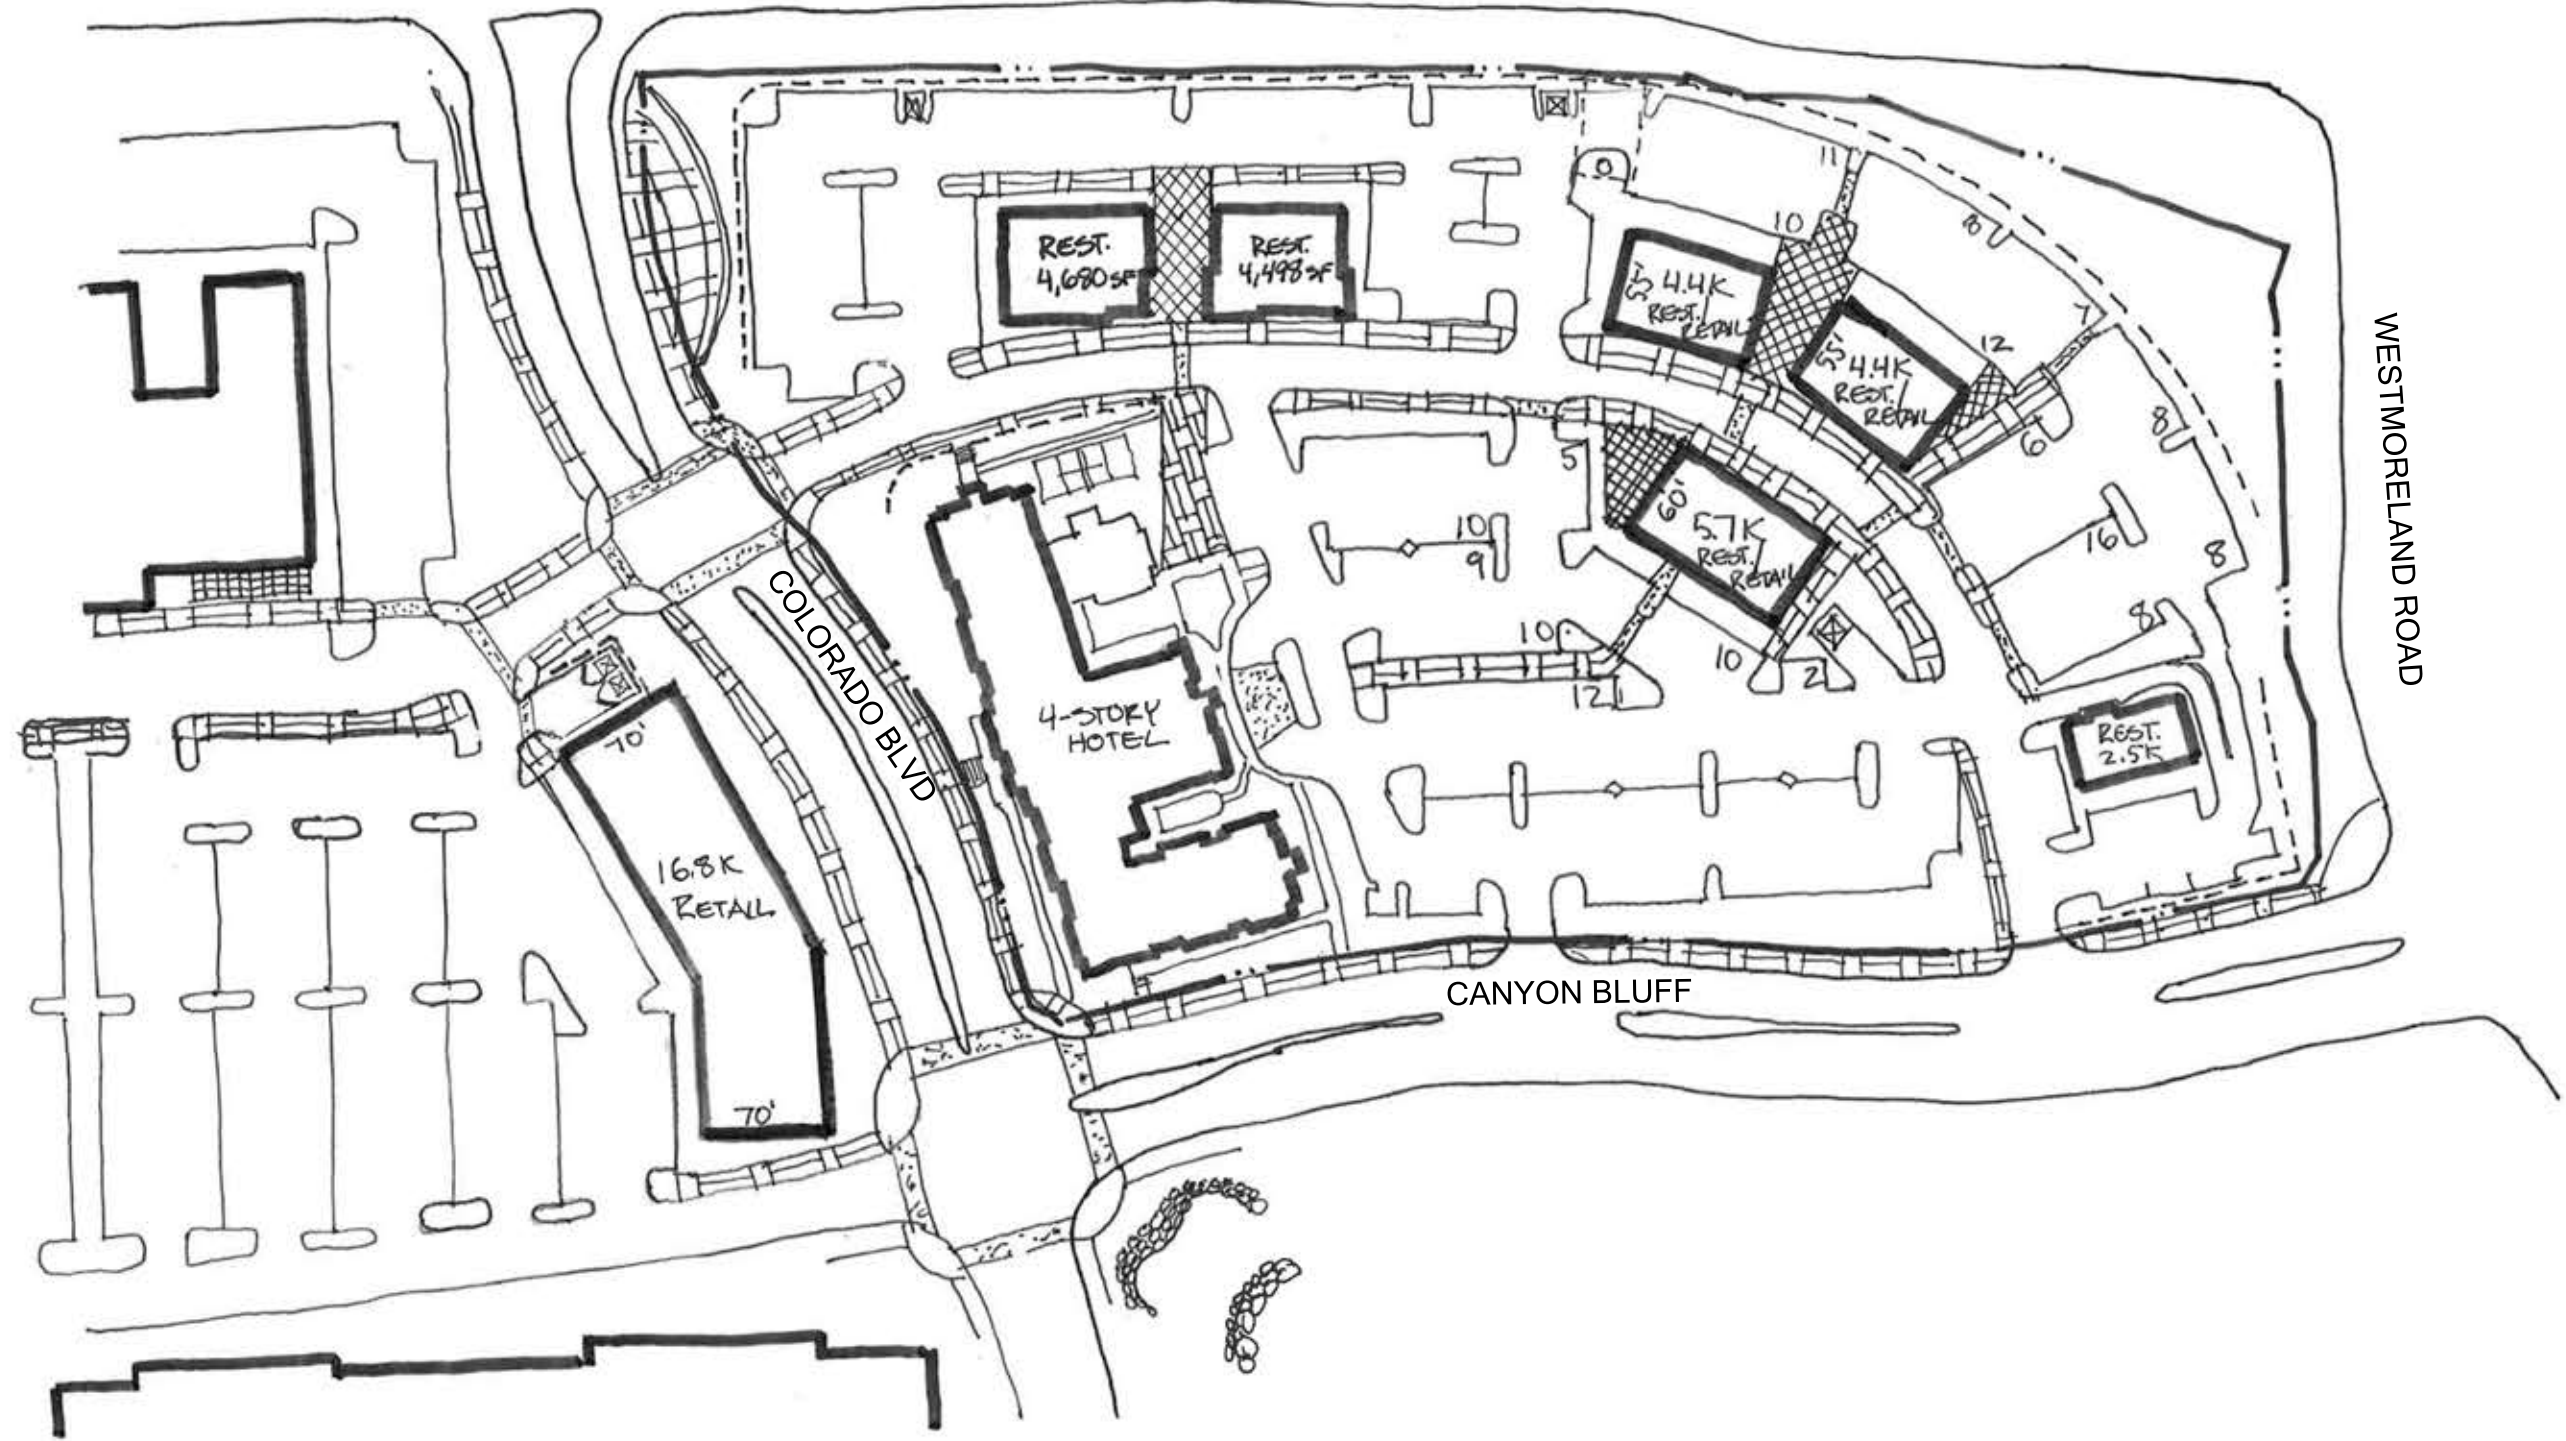 11
REST.
4,680 SF
REST.
4,498 SF
8
10
55'
4.4K
REST./
RETAIL
7
12
55'
4.4K
REST./
RETAIL
6
8
5
60'
5.7K
REST./
RETAIL
10
9
16
8
8
10
12
10
2
WESTMORELAND ROAD
COLORADO BLVD
4-STORY
HOTEL
REST.
2.5K
70'
16.8K
RETAIL
70'
CANYON BLUFF